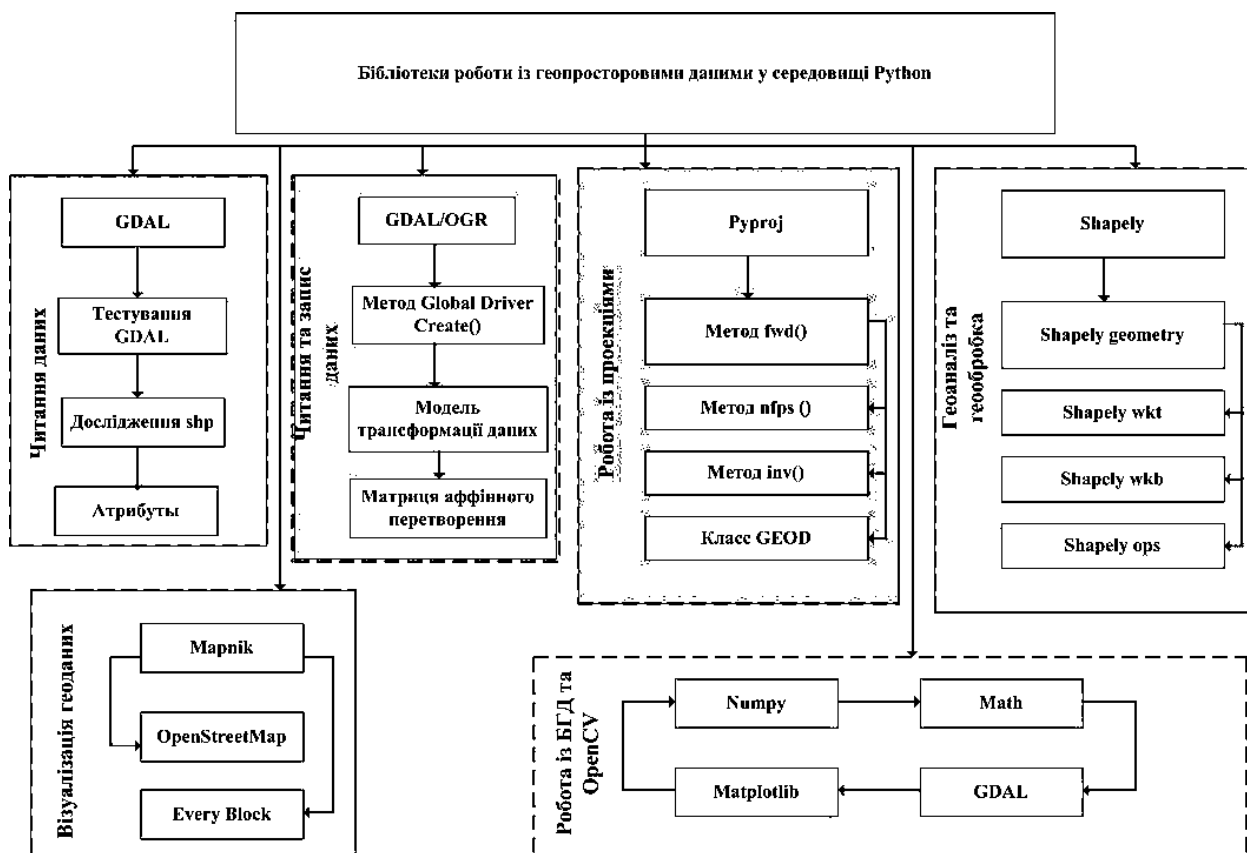 Бібліотеки роботи із геопросторовими даними у середовищі Python
Читання даних
GDAL
Тестування
GDAL
Дослідження shp
Атрибуты
Читання та запис
даних
GDAL/OGR
Метод Global Driver
Create()
Модель
трансформації даних
Матриця аффінного
перетворення
Робота із проекціями
Pyproj
Метод fwd()
Метод nfps ()
Метод inv()
Класс GEOD
Геоаналіз та
геообробка
Shapely
Shapely geometry
Shapely wkt
Shapely wkb
Shapely ops
Візуалізація геоданих
Mapnik
OpenStreetMap
Every Block
Робота із БГД та
OpenCV
Numpy
Math
Matplotlib
GDAL